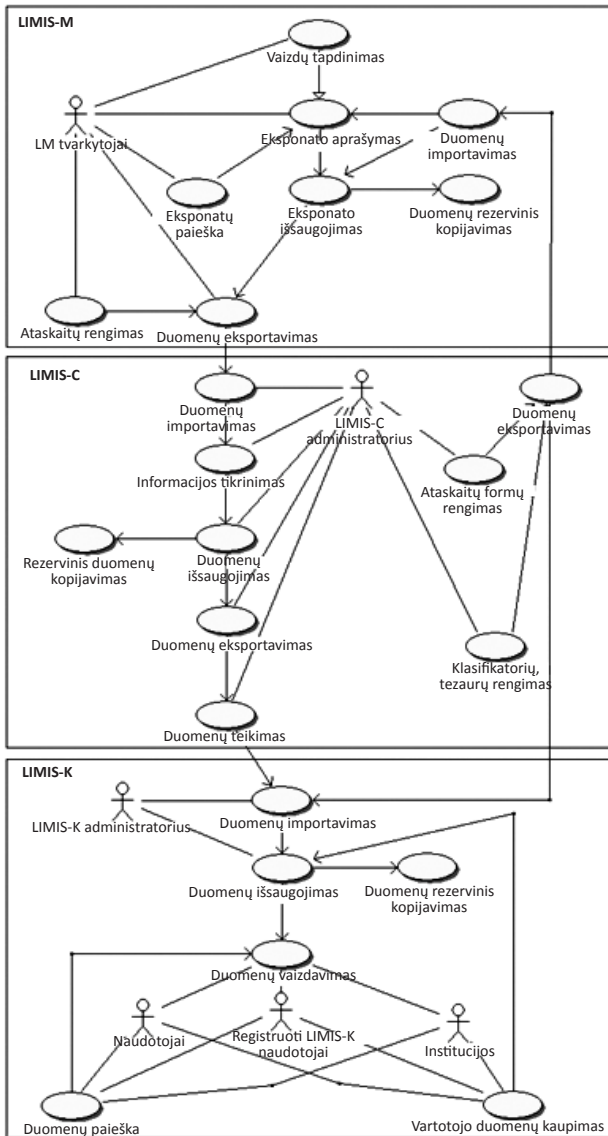 LIMIS-M
Vaizdų tapdinimas
LM tvarkytojai
Eksponato aprašymas
Duomenų
importavimas
Eksponatų
paieška
Eksponato
išsaugojimas
Duomenų rezervinis
kopijavimas
Ataskaitų rengimas
Duomenų eksportavimas
LIMIS-C
Duomenų
importavimas
LIMIS-C
administratorius
Duomenų
eksportavimas
Informacijos tikrinimas
Ataskaitų formų
rengimas
Rezervinis duomenų
kopijavimas
Duomenų
išsaugojimas
Duomenų eksportavimas
Klasifikatorių,
tezaurų rengimas
Duomenų teikimas
LIMIS-K
LIMIS-K administratorius
Duomenų importavimas
Duomenų išsaugojimas
Duomenų rezervinis
kopijavimas
Duomenų vaizdavimas
Naudotojai
Registruoti LIMIS-K
naudotojai
Institucijos
Duomenų paieška
Vartotojo duomenų kaupimas